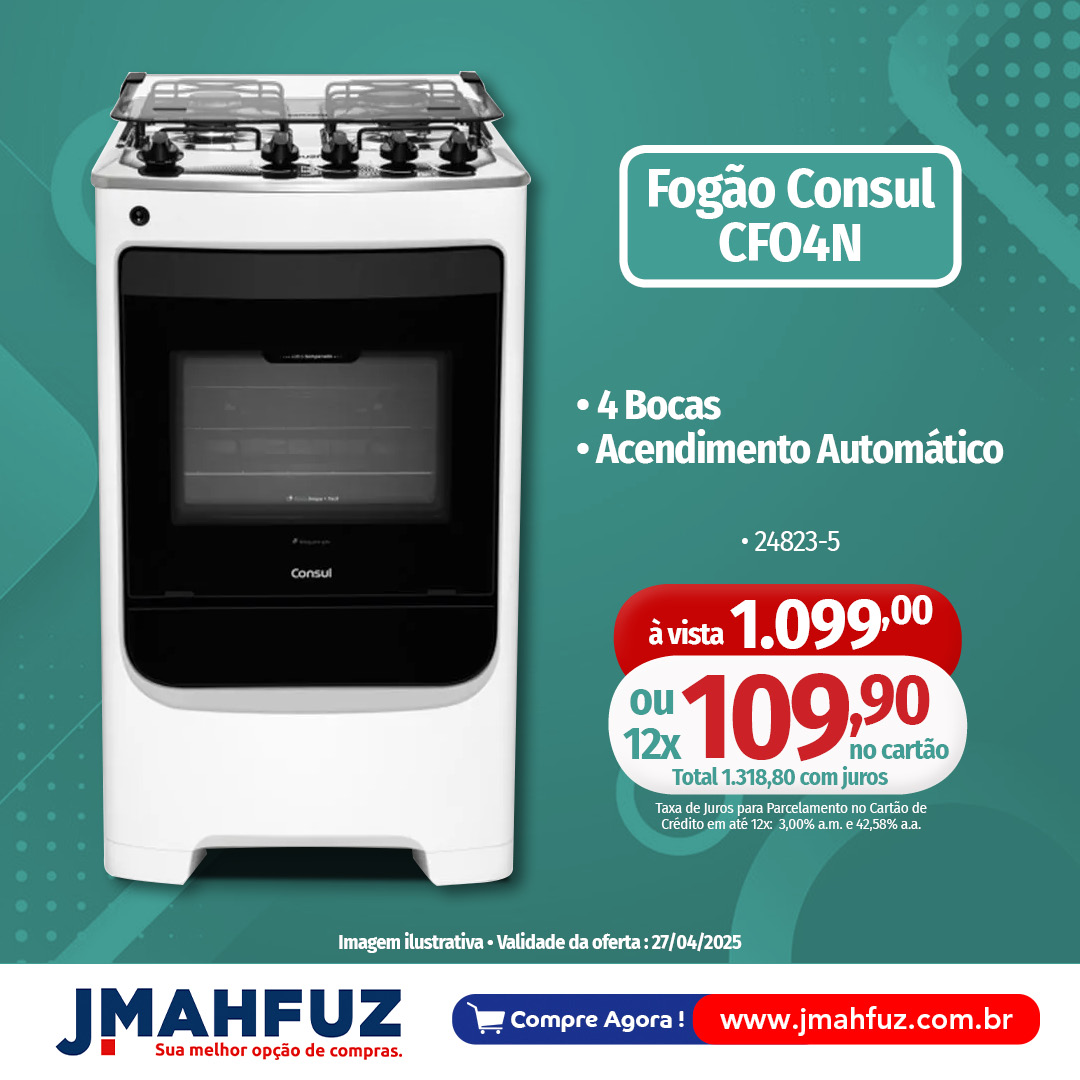 Fogão Consul
CFO4N
• 4 Bocas
• Acendimento Automático
• 24823-5
à vista 1.099,00
ou 12x 109,90 no cartão
Total 1.318,80 com juros
Taxa de Juros para Parcelamento no Cartão de
Crédito em até 12x: 3,00% a.m. e 42,58% a.a.
Consul
Imagem ilustrativa • Validade da oferta : 27/04/2025
JMAHFUZ
Sua melhor opção de compras.
Compre Agora !
www.jmahfuz.com.br